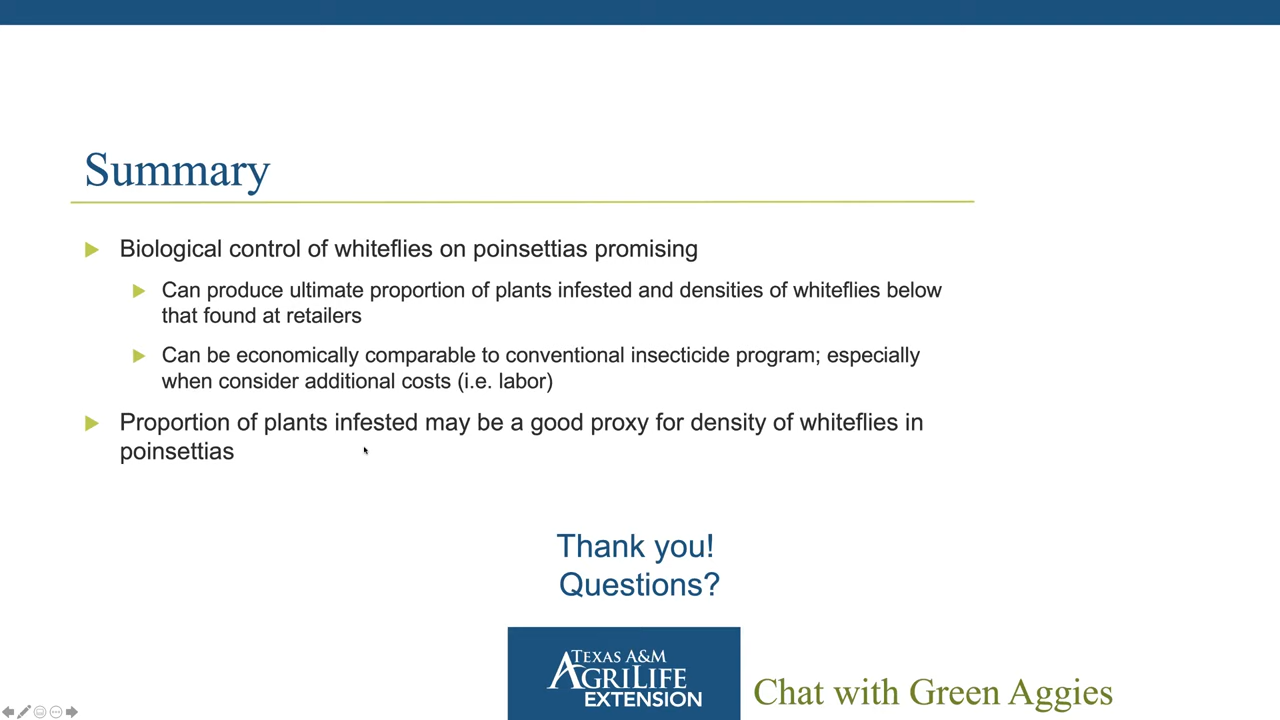 Summary
Biological control of whiteflies on poinsettias promising
Can produce ultimate proportion of plants infested and densities of whiteflies below
that found at retailers
Can be economically comparable to conventional insecticide program; especially
when consider additional costs (i.e. labor)
Proportion of plants infested may be a good proxy for density of whiteflies in
poinsettias
Thank you!
Questions?
TEXAS A&M
AGRILIFE
EXTENSION
Chat with Green Aggies